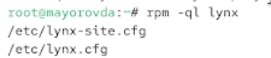 root@mayorovda:~# rpm -ql lynx
/etc/lynx-site.cfg
/etc/lynx.cfg